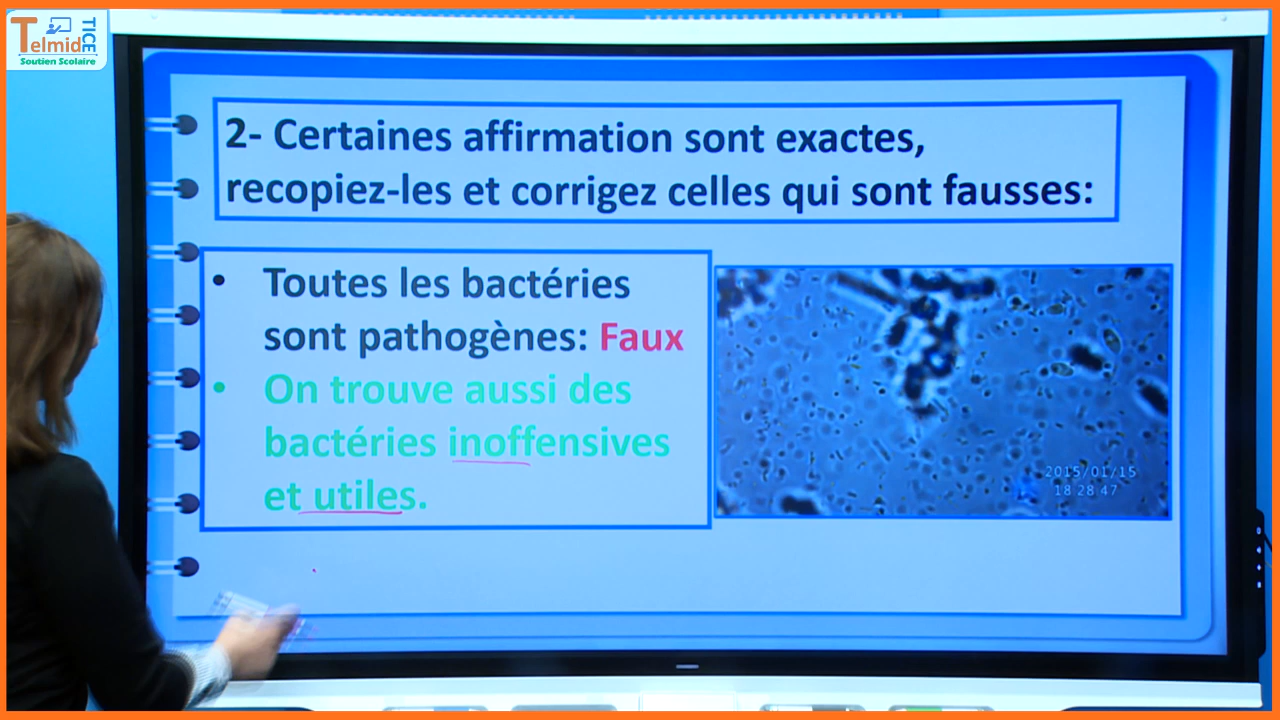 Telmid TICE
Soutien Scolaire
2- Certaines affirmation sont exactes,
recopiez-les et corrigez celles qui sont fausses:
• Toutes les bactéries
sont pathogènes: Faux
• On trouve aussi des
bactéries inoffensives
et utiles.
2015/01/15
18 28 47